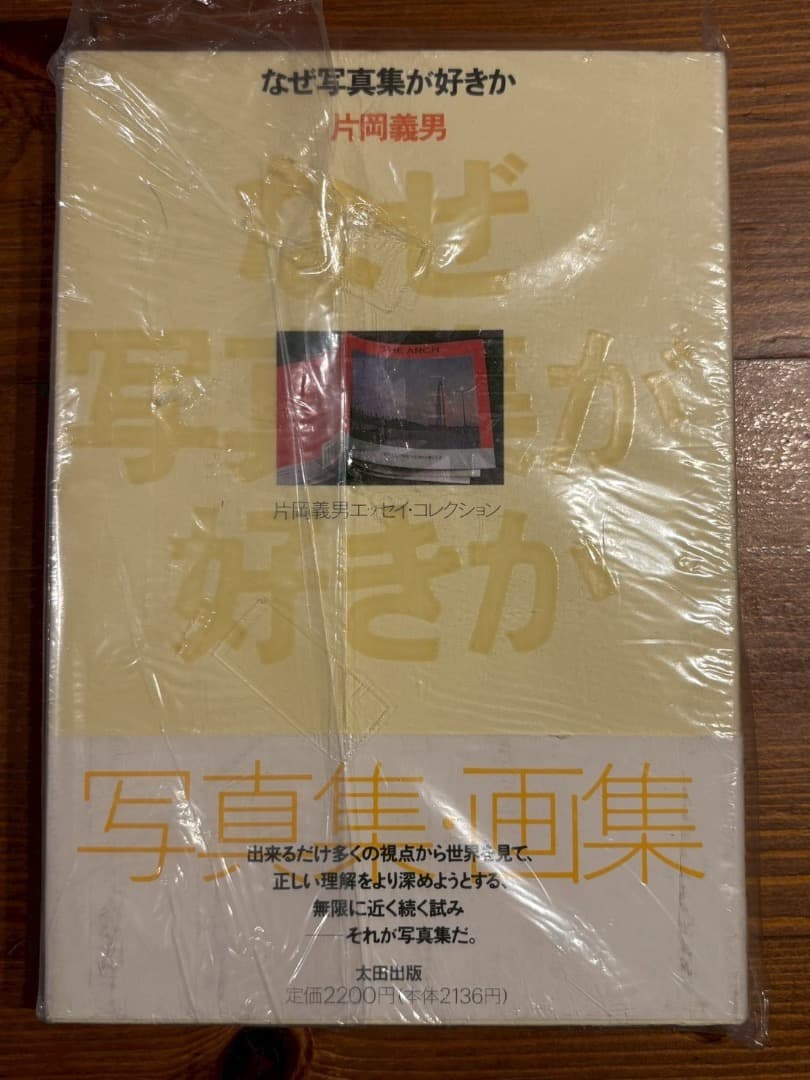 なぜ写真集が好きか
片岡義男
なぜ
写真集が
好きか
THE ARCH
片岡義男エッセイ・コレクション
写真集・画集
出来るだけ多くの視点から世界を見て、
正しい理解をより深めようとする、
無限に近く続く試み
──それが写真集だ。
太田出版
定価2200円(本体2136円)